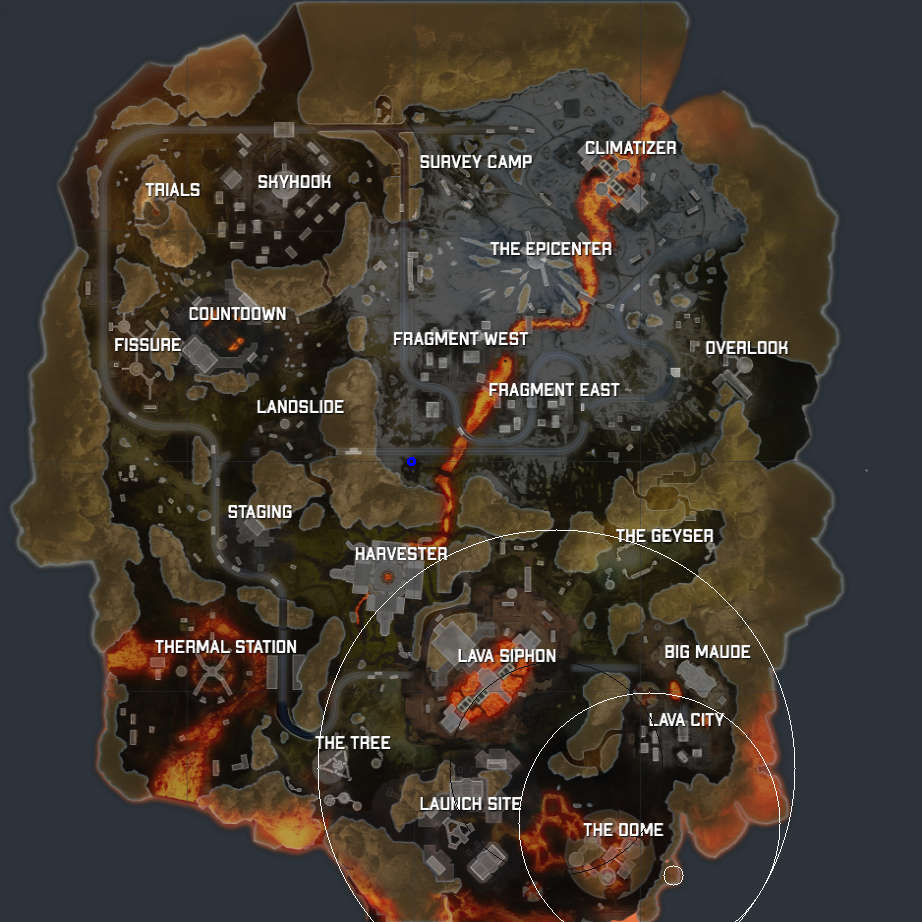 CLIMATIZER
SURVEY CAMP
SKYHOOK
TRIALS
THE EPICENTER
COUNTDOWN
FRAGMENT WEST
FISSURE
OVERLOOK
FRAGMENT EAST
LANDSLIDE
STAGING
THE GEYSER
HARVESTER
THERMAL STATION
LAVA SIPHON
BIG MAUDE
LAVA CITY
THE TREE
LAUNCH SITE
THE DOME